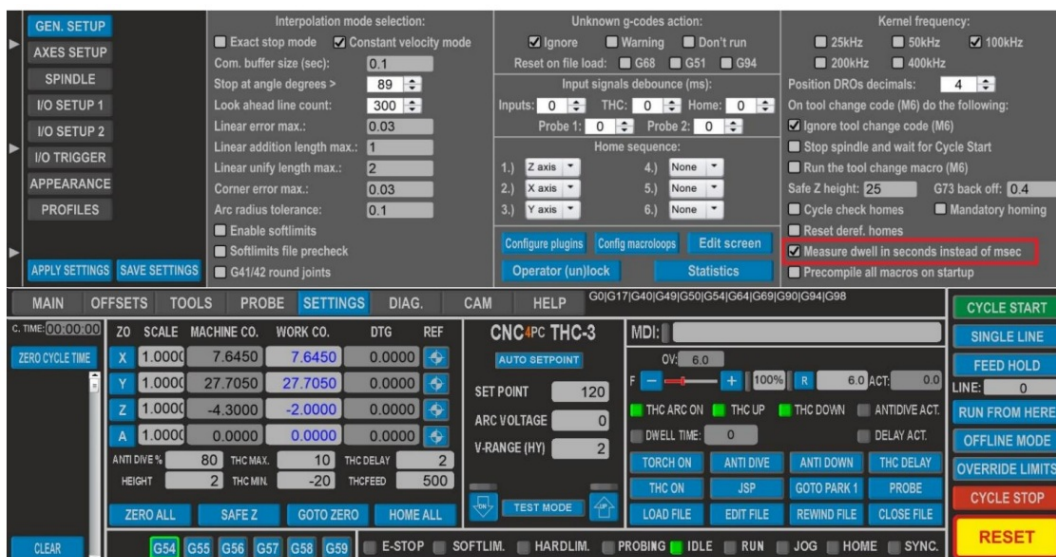 GEN. SETUP
AXES SETUP
SPINDLE
I/O SETUP 1
I/O SETUP 2
I/O TRIGGER
APPEARANCE
PROFILES
APPLY SETTINGS SAVE SETTINGS
Interpolation mode selection:
Exact stop mode Constant velocity mode
Com. buffer size (sec): 0.1
Stop at angle degrees > 89
Look ahead line count: 300
Linear error max.: 0.03
Linear addition length max.: 1
Linear unify length max.: 2
Corner error max.: 0.03
Arc radius tolerance: 0.1
Enable softlimits
Softlimits file precheck
G41/42 round joints
Unknown g-codes action:
Ignore Warning Don't run
Reset on file load: G68 G51 G94
Input signals debounce (ms):
Inputs: 0 THC: 0 Home: 0
Probe 1: 0 Probe 2: 0
Home sequence:
1.) Z axis 4.) None
2.) X axis 5.) None
3.) Y axis 6.) None
Configure plugins Config macroloops Edit screen
Operator (un)lock Statistics
Kernel frequency:
25kHz 50kHz 100kHz
200kHz 400kHz
Position DROs decimals: 4
On tool change code (M6) do the following:
Ignore tool change code (M6)
Stop spindle and wait for Cycle Start
Run the tool change macro (M6)
Safe Z height: 25 G73 back off: 0.4
Cycle check homes Mandatory homing
Reset deref. homes
Measure dwell in seconds instead of msec
Precompile all macros on startup
MAIN OFFSETS TOOLS PROBE SETTINGS DIAG. CAM HELP G0|G17|G40|G49|G50|G54|G64|G69|G90|G94|G98
C. TIME: 00:00:00
ZERO CYCLE TIME
CLEAR
ZO SCALE MACHINE CO. WORK CO. DTG REF
X 1.0000 7.6450 7.6450 0.0000
Y 1.0000 27.7050 27.7050 0.0000
Z 1.0000 -4.3000 -2.0000 0.0000
A 1.0000 0.0000 0.0000 0.0000
ANTI DIVE % 80 THC MAX. 10 THC DELAY 2
HEIGHT 2 THC MIN. -20 THCFEED 500
ZERO ALL SAFE Z GOTO ZERO HOME ALL
CNC4PC THC-3
AUTO SETPOINT
SET POINT 120
ARC VOLTAGE 0
V-RANGE (HY) 2
ON TEST MODE UP
MDI:
OV: 6.0
F - + 100% R 6.0 ACT: 0.0
THC ARC ON THC UP THC DOWN ANTIDIVE ACT.
DWELL TIME: 0 DELAY ACT.
TORCH ON ANTI DIVE ANTI DOWN THC DELAY
THC ON JSP GOTO PARK 1 PROBE
LOAD FILE EDIT FILE REWIND FILE CLOSE FILE
G54 G55 G56 G57 G58 G59 E-STOP SOFTLIM. HARDLIM. PROBING IDLE RUN JOG HOME SYNC.
CYCLE START
SINGLE LINE
FEED HOLD
LINE: 0
RUN FROM HERE
OFFLINE MODE
OVERRIDE LIMITS
CYCLE STOP
RESET